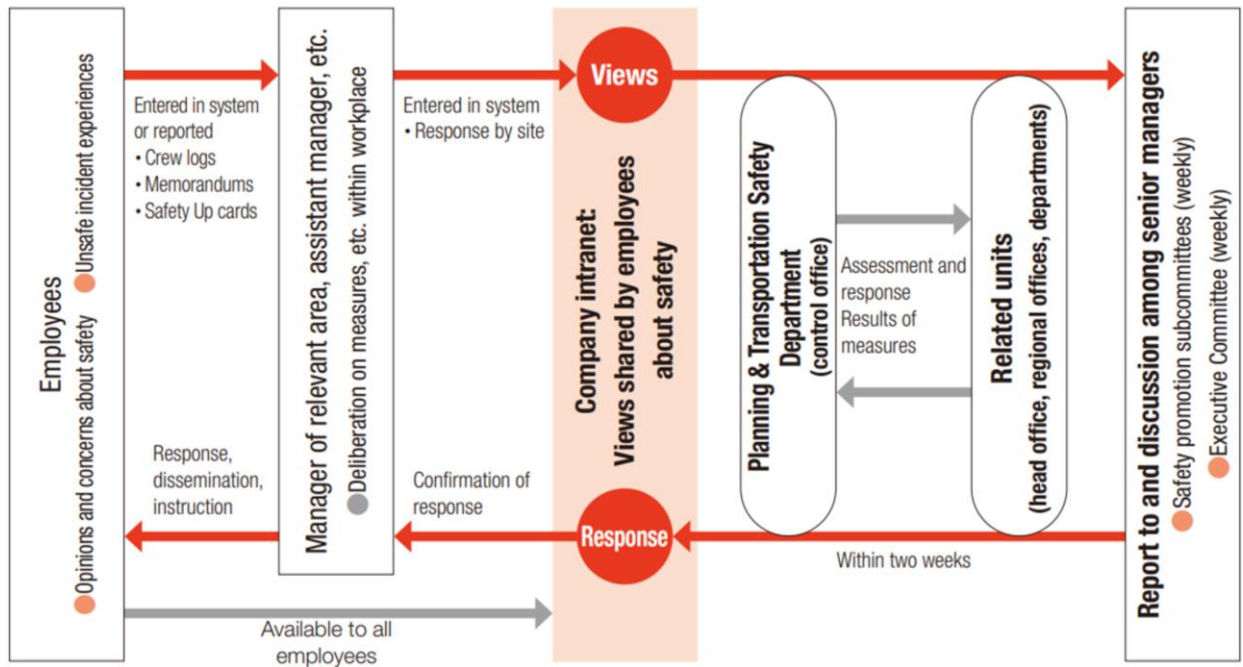 Employees
Opinions and concerns about safety
Unsafe incident experiences
Entered in system
or reported
• Crew logs
• Memorandums
• Safety Up cards
Response,
dissemination,
instruction
Manager of relevant area, assistant manager, etc.
Deliberation on measures, etc. within workplace
Entered in system
• Response by site
Confirmation of
response
Views
Company intranet:
Views shared by employees
about safety
Response
Planning & Transportation Safety
Department
(control office)
Assessment and
response
Results of
measures
Related units
(head office, regional offices, departments)
Within two weeks
Report to and discussion among senior managers
Safety promotion subcommittees (weekly)
Executive Committee (weekly)
Available to all
employees